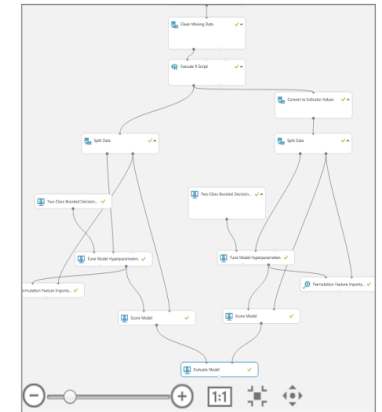 Clean Missing Data
Execute R Script
Convert to Indicator Values
Split Data
Split Data
Two-Class Boosted Decision...
Two-Class Boosted Decision...
Tune Model Hyperparameters
Tune Model Hyperparameters
ermutation Feature Importa...
Permutation Feature Importa...
Score Model
Score Model
Evaluate Model
1:1